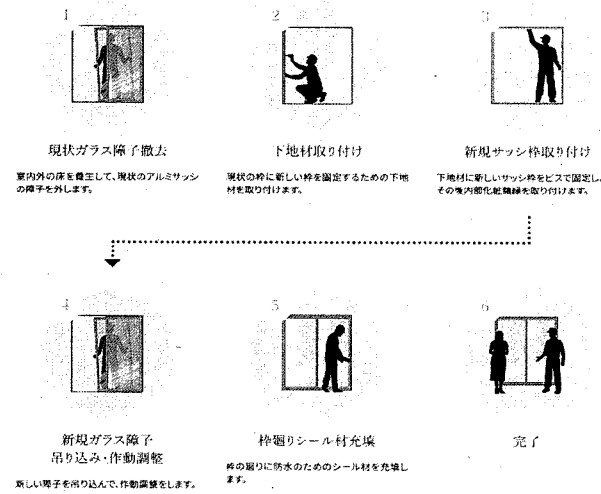 1
現状ガラス障子撤去
室内外の床を養生して、現状のアルミサッシ
の障子を外します。
2
下地材取り付け
現状の枠に新しい枠を固定するための下地
材を取り付けます。
3
新規サッシ枠取り付け
下地材に新しいサッシ枠をビスで固定し、
その後内部化粧額縁を取り付けます。
4
新規ガラス障子
吊り込み・作動調整
新しい障子を吊り込んで、作動調整をします。
5
枠廻りシール材充填
枠の廻りに防水のためのシール材を充填し
ます。
6
完了